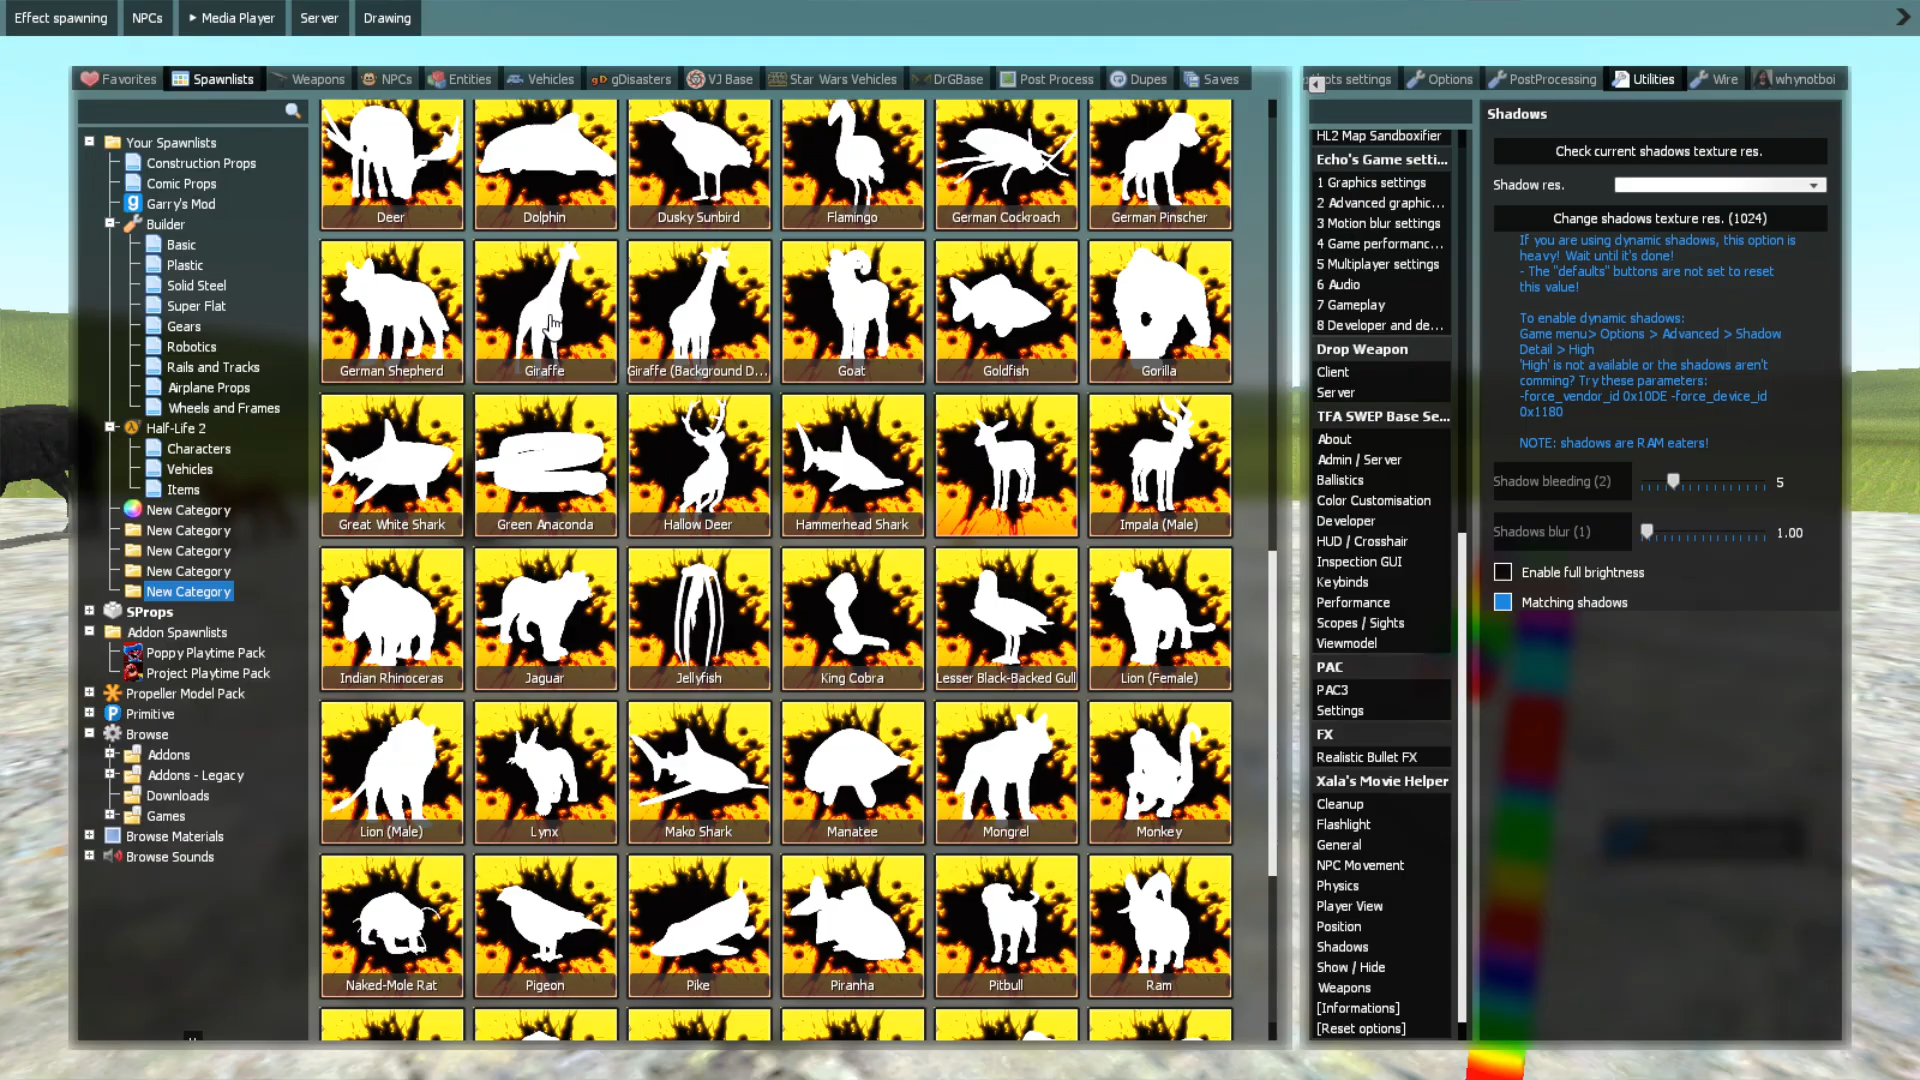 Effect spawning
NPCs
Media Player
Server
Drawing
Favorites
Spawnlists
Weapons
NPCs
Entities
Vehicles
gDisasters
VJ Base
Star Wars Vehicles
DrGBase
Post Process
Dupes
Saves
settings
Options
PostProcessing
Utilities
Wire
whynotboi
Your Spawnlists
Construction Props
Comic Props
Garry's Mod
Builder
Basic
Plastic
Solid Steel
Super Flat
Gears
Robotics
Rails and Tracks
Airplane Props
Wheels and Frames
Half-Life 2
Characters
Vehicles
Items
New Category
New Category
New Category
New Category
New Category
SProps
Addon Spawnlists
Poppy Playtime Pack
Project Playtime Pack
Propeller Model Pack
Primitive
Browse
Addons
Addons - Legacy
Downloads
Games
Browse Materials
Browse Sounds
Deer
Dolphin
Dusky Sunbird
Flamingo
German Cockroach
German Pinscher
German Shepherd
Giraffe
Giraffe (Background D...
Goat
Goldfish
Gorilla
Great White Shark
Green Anaconda
Hallow Deer
Hammerhead Shark
Impala (Male)
Indian Rhinoceras
Jaguar
Jellyfish
King Cobra
Lesser Black-Backed Gull
Lion (Female)
Lion (Male)
Lynx
Mako Shark
Manatee
Mongrel
Monkey
Naked-Mole Rat
Pigeon
Pike
Piranha
Pitbull
Ram
HL2 Map Sandboxifier
Echo's Game setti...
1 Graphics settings
2 Advanced graphic...
3 Motion blur settings
4 Game performanc...
5 Multiplayer settings
6 Audio
7 Gameplay
8 Developer and de...
Drop Weapon
Client
Server
TFA SWEP Base Se...
About
Admin / Server
Ballistics
Color Customisation
Developer
HUD / Crosshair
Inspection GUI
Keybinds
Performance
Scopes / Sights
Viewmodel
PAC
PAC3
Settings
FX
Realistic Bullet FX
Xala's Movie Helper
Cleanup
Flashlight
General
NPC Movement
Physics
Player View
Position
Shadows
Show / Hide
Weapons
[Informations]
[Reset options]
Shadows
Check current shadows texture res.
Shadow res.
Change shadows texture res. (1024)
If you are using dynamic shadows, this option is
heavy! Wait until it's done!
- The "defaults" buttons are not set to reset
this value!
To enable dynamic shadows:
Game menu> Options > Advanced > Shadow
Detail > High
'High' is not available or the shadows aren't
comming? Try these parameters:
-force_vendor_id 0x10DE -force_device_id
0x1180
NOTE: shadows are RAM eaters!
Shadow bleeding (2)
5
Shadows blur (1)
1.00
Enable full brightness
Matching shadows